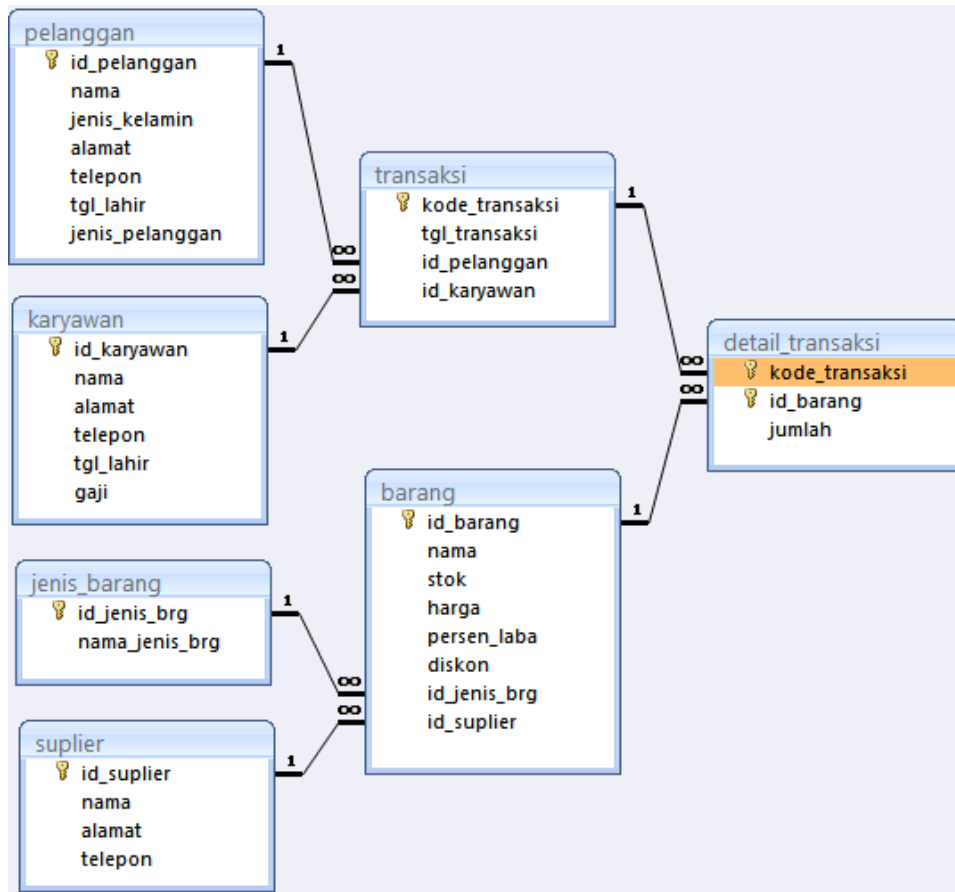 pelanggan
id_pelanggan
nama
jenis_kelamin
alamat
telepon
tgl_lahir
jenis_pelanggan
1
∞
transaksi
kode_transaksi
tgl_transaksi
id_pelanggan
id_karyawan
1
∞
karyawan
id_karyawan
nama
alamat
telepon
tgl_lahir
gaji
1
∞
detail_transaksi
kode_transaksi
id_barang
jumlah
∞
barang
id_barang
nama
stok
harga
persen_laba
diskon
id_jenis_brg
id_suplier
1
jenis_barang
id_jenis_brg
nama_jenis_brg
1
∞
suplier
id_suplier
nama
alamat
telepon
1
∞